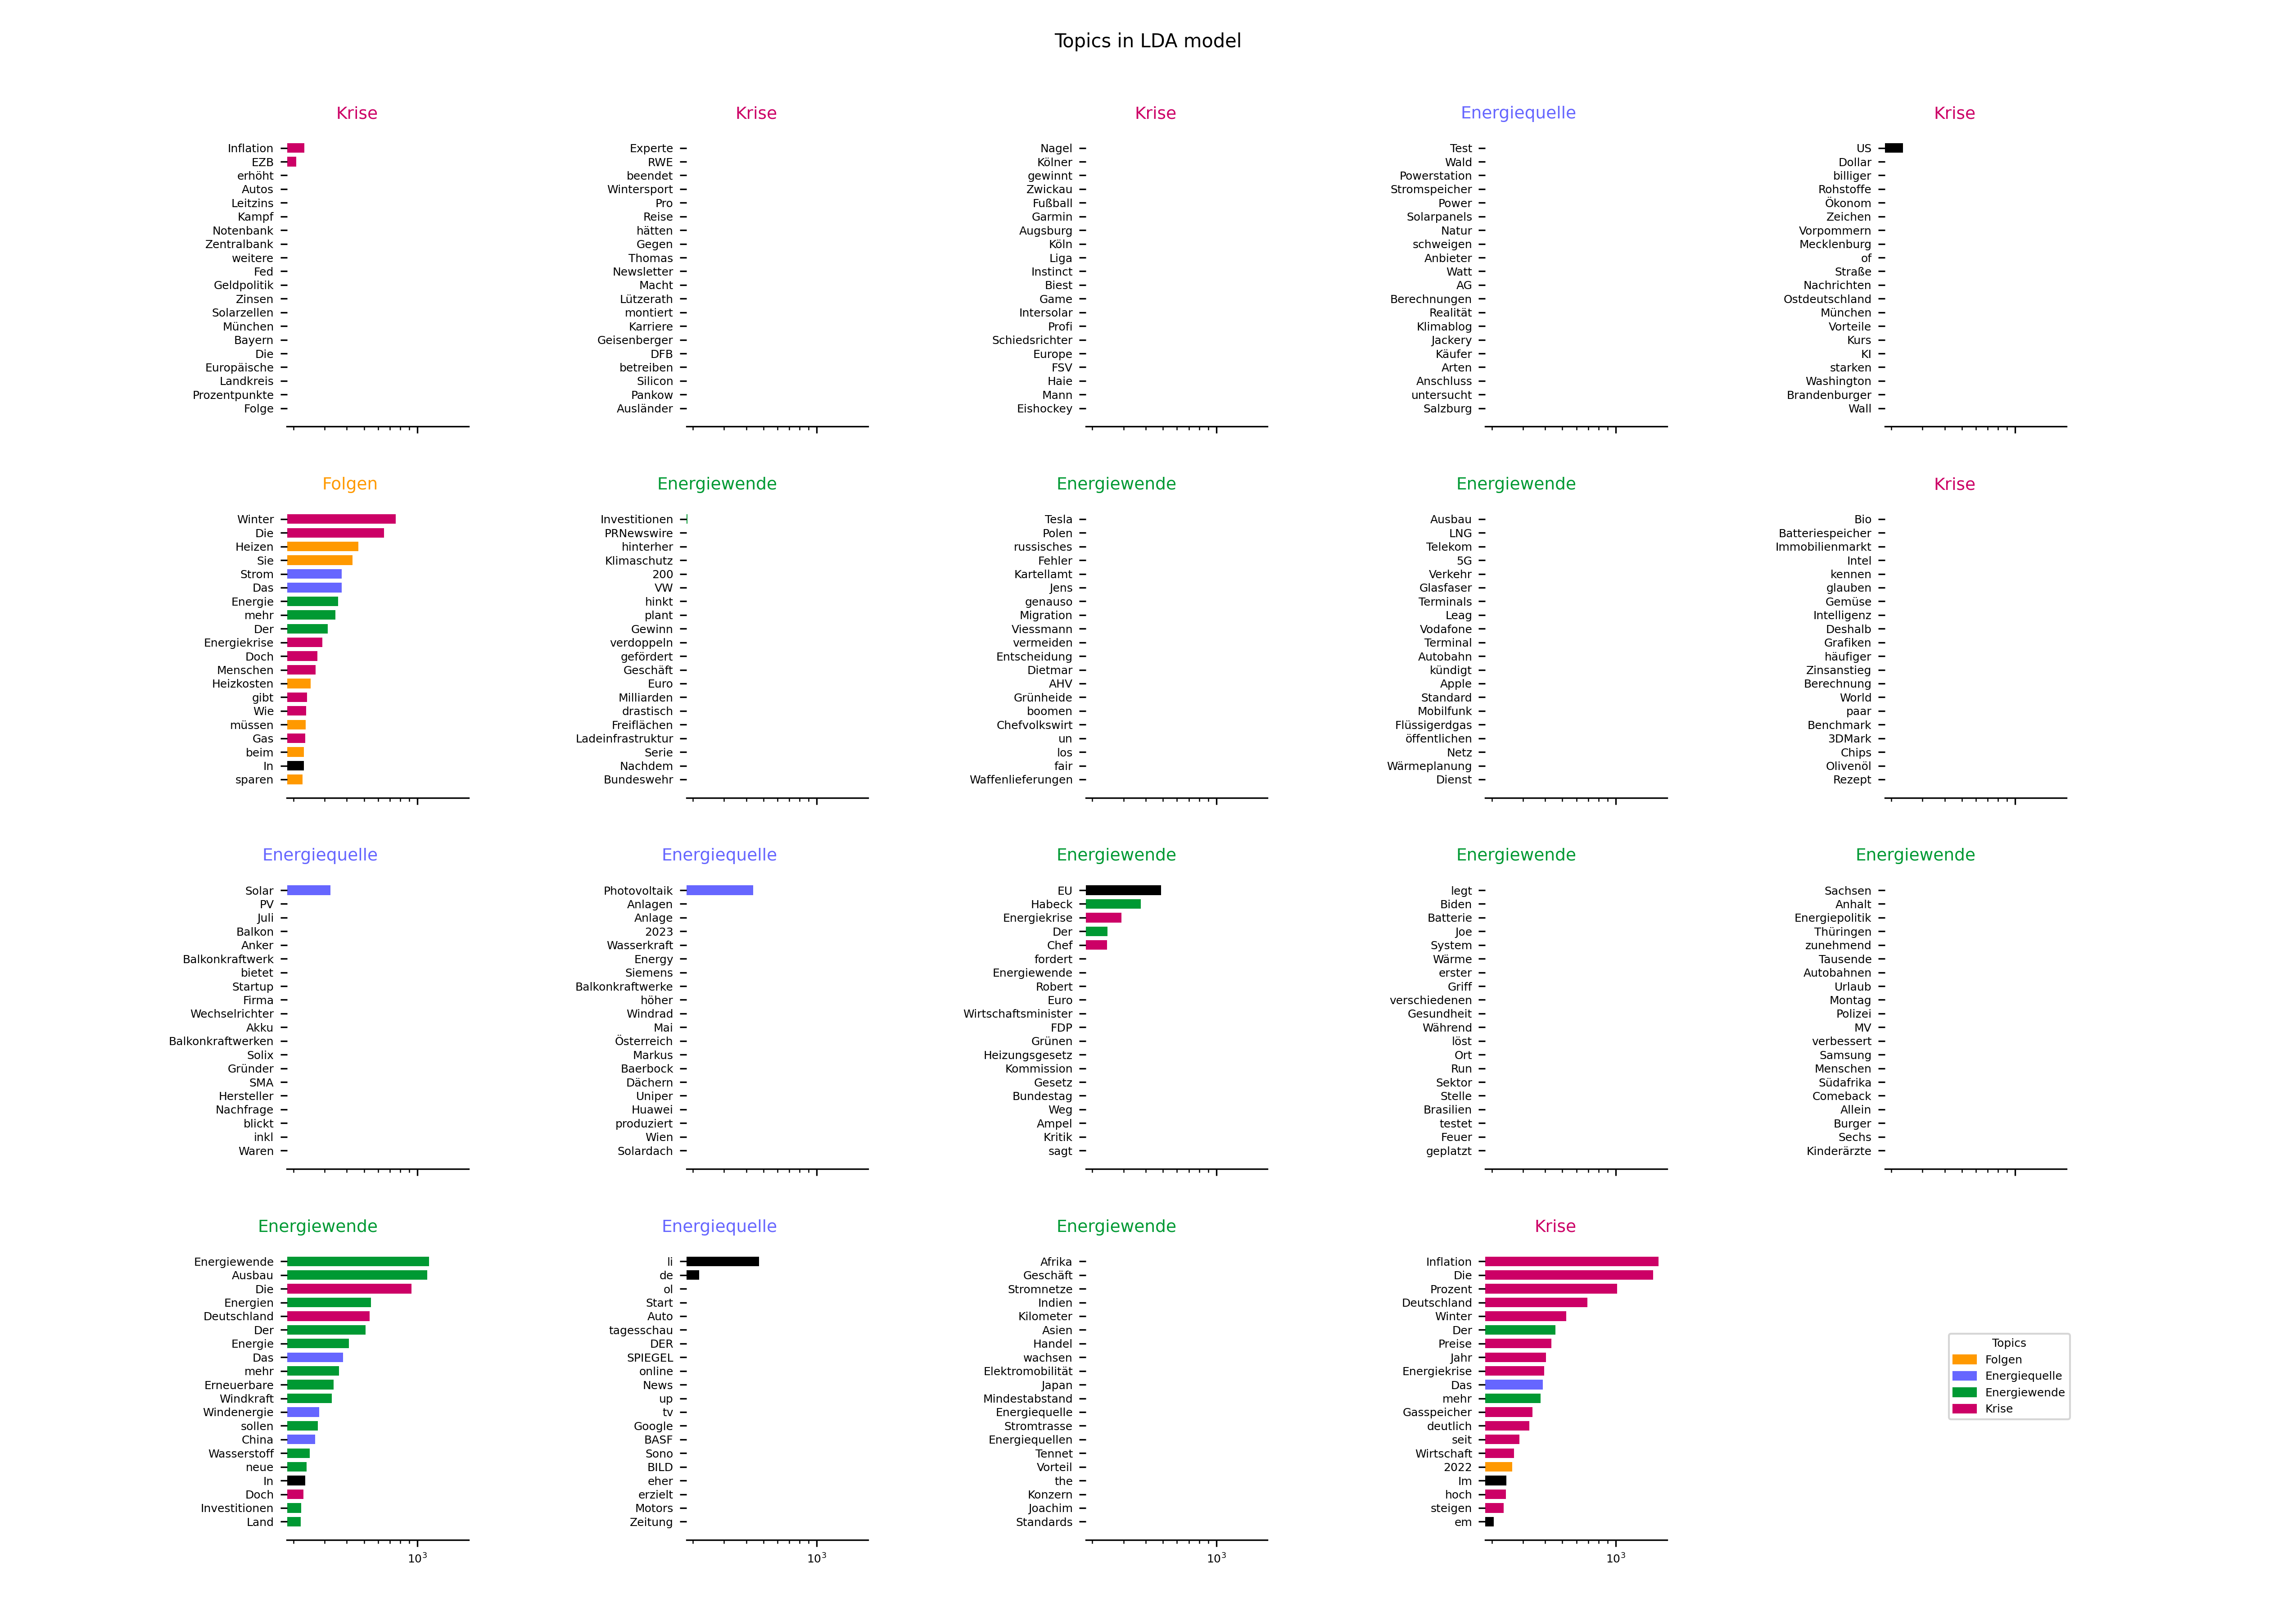 Topics in LDA model
Krise
Inflation
EZB
erhöht
Autos
Leitzins
Kampf
Notenbank
Zentralbank
weitere
Fed
Geldpolitik
Zinsen
Solarzellen
München
Bayern
Die
Europäische
Landkreis
Prozentpunkte
Folge
Krise
Experte
RWE
beendet
Wintersport
Pro
Reise
hätten
Gegen
Thomas
Newsletter
Macht
Lützerath
montiert
Karriere
Geisenberger
DFB
betreiben
Silicon
Pankow
Ausländer
Krise
Nagel
Kölner
gewinnt
Zwickau
Fußball
Garmin
Augsburg
Köln
Liga
Instinct
Biest
Game
Intersolar
Profi
Schiedsrichter
Europe
FSV
Haie
Mann
Eishockey
Energiequelle
Test
Wald
Powerstation
Stromspeicher
Power
Solarpanels
Natur
schweigen
Anbieter
Watt
AG
Berechnungen
Realität
Klimablog
Jackery
Käufer
Arten
Anschluss
untersucht
Salzburg
Krise
US
Dollar
billiger
Rohstoffe
Ökonom
Zeichen
Vorpommern
Mecklenburg
of
Straße
Nachrichten
Ostdeutschland
München
Vorteile
Kurs
KI
starken
Washington
Brandenburger
Wall
Folgen
Winter
Die
Heizen
Sie
Strom
Das
Energie
mehr
Der
Energiekrise
Doch
Menschen
Heizkosten
gibt
Wie
müssen
Gas
beim
In
sparen
Energiewende
Investitionen
PRNewswire
hinterher
Klimaschutz
200
VW
hinkt
plant
Gewinn
verdoppeln
gefördert
Geschäft
Euro
Milliarden
drastisch
Freiflächen
Ladeinfrastruktur
Serie
Nachdem
Bundeswehr
Energiewende
Tesla
Polen
russisches
Fehler
Kartellamt
Jens
genauso
Migration
Viessmann
vermeiden
Entscheidung
Dietmar
AHV
Grünheide
boomen
Chefvolkswirt
un
los
fair
Waffenlieferungen
Energiewende
Ausbau
LNG
Telekom
5G
Verkehr
Glasfaser
Terminals
Leag
Vodafone
Terminal
Autobahn
kündigt
Apple
Standard
Mobilfunk
Flüssigerdgas
öffentlichen
Netz
Wärmeplanung
Dienst
Krise
Bio
Batteriespeicher
Immobilienmarkt
Intel
kennen
glauben
Gemüse
Intelligenz
Deshalb
Grafiken
häufiger
Zinsanstieg
Berechnung
World
paar
Benchmark
3DMark
Chips
Olivenöl
Rezept
Energiequelle
Solar
PV
Juli
Balkon
Anker
Balkonkraftwerk
bietet
Startup
Firma
Wechselrichter
Akku
Balkonkraftwerken
Solix
Gründer
SMA
Hersteller
Nachfrage
blickt
inkl
Waren
Energiequelle
Photovoltaik
Anlagen
Anlage
2023
Wasserkraft
Energy
Siemens
Balkonkraftwerke
höher
Windrad
Mai
Österreich
Markus
Baerbock
Dächern
Uniper
Huawei
produziert
Wien
Solardach
Energiewende
EU
Habeck
Energiekrise
Der
Chef
fordert
Energiewende
Robert
Euro
Wirtschaftsminister
FDP
Grünen
Heizungsgesetz
Kommission
Gesetz
Bundestag
Weg
Ampel
Kritik
sagt
Energiewende
legt
Biden
Batterie
Joe
System
Wärme
erster
Griff
verschiedenen
Gesundheit
Während
löst
Ort
Run
Sektor
Stelle
Brasilien
testet
Feuer
geplatzt
Energiewende
Sachsen
Anhalt
Energiepolitik
Thüringen
zunehmend
Tausende
Autobahnen
Urlaub
Montag
Polizei
MV
verbessert
Samsung
Menschen
Südafrika
Comeback
Allein
Burger
Sechs
Kinderärzte
Energiewende
Energiewende
Ausbau
Die
Energien
Deutschland
Der
Energie
Das
mehr
Erneuerbare
Windkraft
Windenergie
sollen
China
Wasserstoff
neue
In
Doch
Investitionen
Land
10³
Energiequelle
li
de
ol
Start
Auto
tagesschau
DER
SPIEGEL
online
News
up
tv
Google
BASF
Sono
BILD
eher
erzielt
Motors
Zeitung
10³
Energiewende
Afrika
Geschäft
Stromnetze
Indien
Kilometer
Asien
Handel
wachsen
Elektromobilität
Japan
Mindestabstand
Energiequelle
Stromtrasse
Energiequellen
Tennet
Vorteil
the
Konzern
Joachim
Standards
10³
Krise
Inflation
Die
Prozent
Deutschland
Winter
Der
Preise
Jahr
Energiekrise
Das
mehr
Gasspeicher
deutlich
seit
Wirtschaft
2022
Im
hoch
steigen
em
10³
Topics
Folgen
Energiequelle
Energiewende
Krise